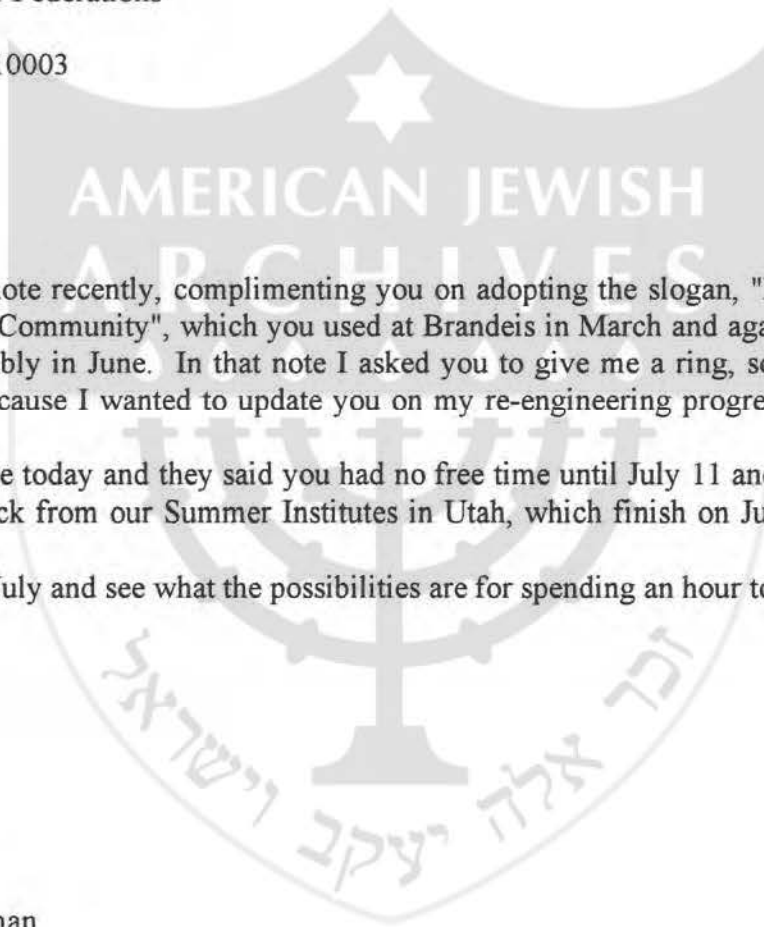 Federations
0003
AMERICAN JEWISH
ARCHIVES
ote recently, complimenting you on adopting the slogan, "
Community", which you used at Brandeis in March and aga
bly in June. In that note I asked you to give me a ring, so
cause I wanted to update you on my re-engineering progre
e today and they said you had no free time until July 11 and
ck from our Summer Institutes in Utah, which finish on Ju
July and see what the possibilities are for spending an hour to
זכר אלה יעקב וישראל
man